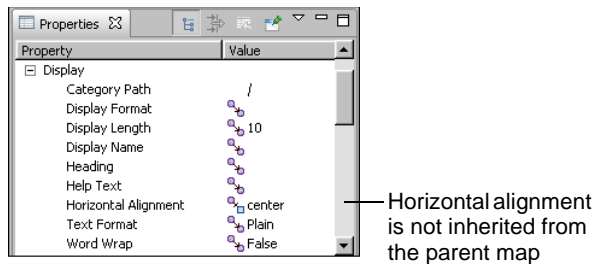 Properties
Property Value
Display
Category Path /
Display Format
Display Length 10
Display Name
Heading
Help Text
Horizontal Alignment center
Text Format Plain
Word Wrap False
Horizontal alignment
is not inherited from
the parent map